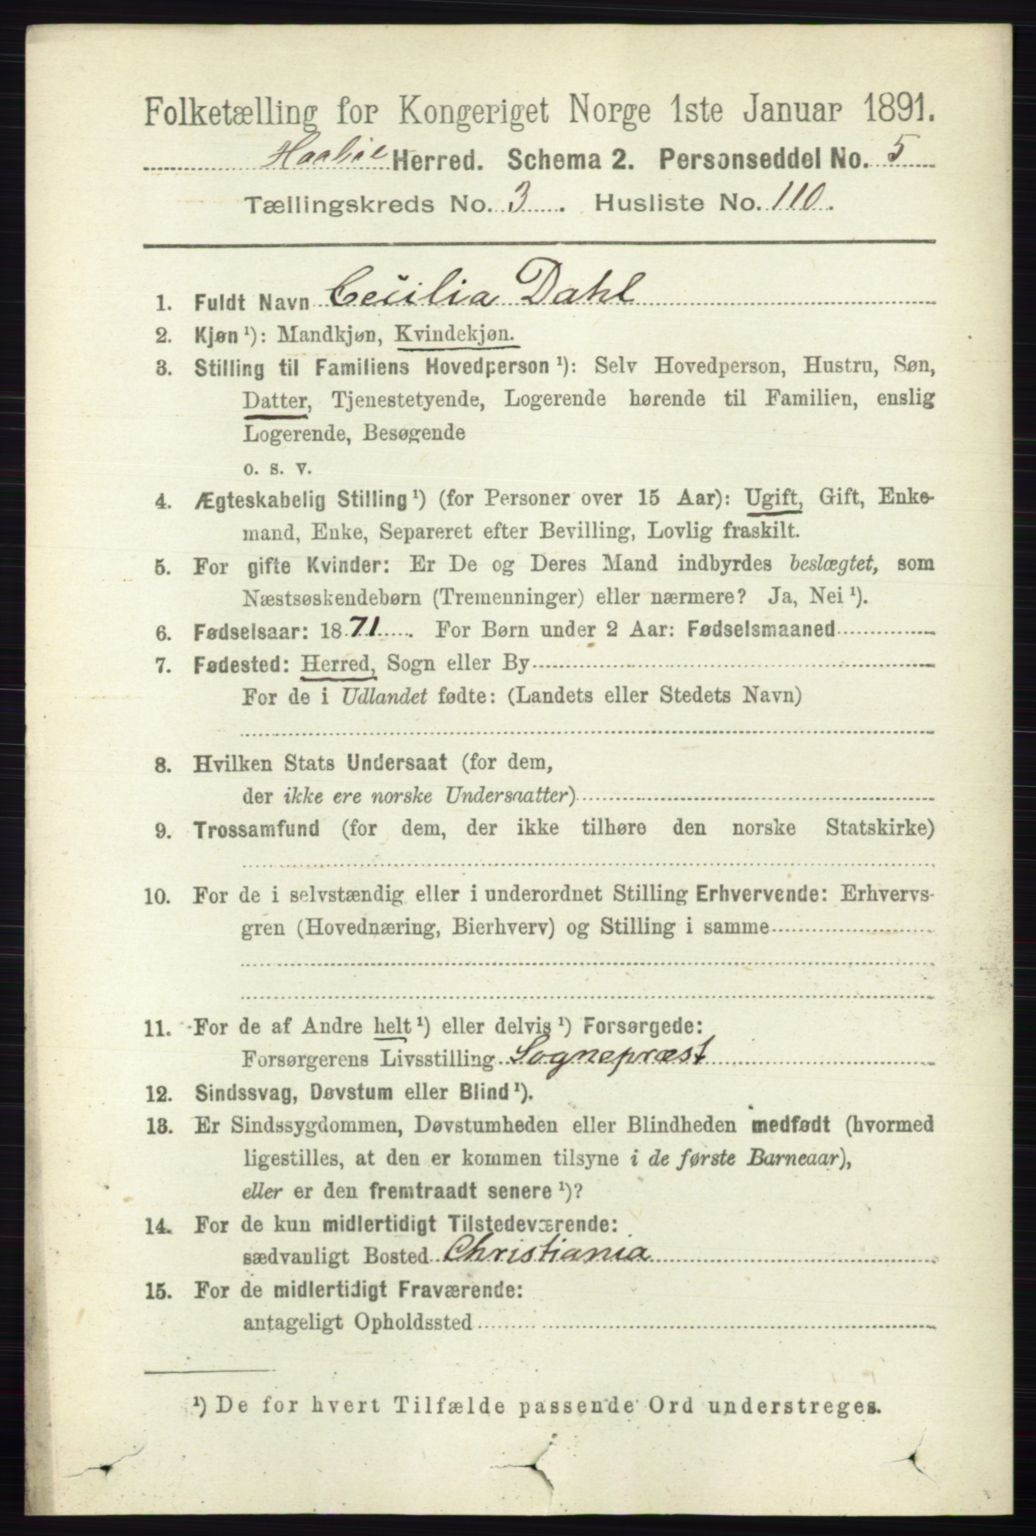 Folketælling for Kongeriget Norge 1ste Januar 1891.
Haabøl Herred. Schema 2. Personseddel No. 5
Tællingskreds No. 3. Husliste No. 110.
1. Fuldt Navn Cecilia Dahl
2. Kjøn ¹): Mandkjøn, Kvindekjøn.
3. Stilling til Familiens Hovedperson ¹): Selv Hovedperson, Hustru, Søn,
Datter, Tjenestetyende, Logerende hørende til Familien, enslig
Logerende, Besøgende
o. s. v.
4. Ægteskabelig Stilling ¹) (for Personer over 15 Aar): Ugift, Gift, Enke-
mand, Enke, Separeret efter Bevilling, Lovlig fraskilt.
5. For gifte Kvinder: Er De og Deres Mand indbyrdes beslægtet, som
Næstsøskendebørn (Tremenninger) eller nærmere? Ja, Nei ¹).
6. Fødselsaar: 1871. For Børn under 2 Aar: Fødselsmaaned
7. Fødested: Herred, Sogn eller By
For de i Udlandet fødte: (Landets eller Stedets Navn)
8. Hvilken Stats Undersaat (for dem,
der ikke ere norske Undersaatter)
9. Trossamfund (for dem, der ikke tilhøre den norske Statskirke)
10. For de i selvstændig eller i underordnet Stilling Erhvervende: Erhvervs-
gren (Hovednæring, Bierhverv) og Stilling i samme
11. For de af Andre helt ¹) eller delvis ¹) Forsørgede:
Forsørgerens Livsstilling Sognepræst
12. Sindssvag, Døvstum eller Blind ¹).
13. Er Sindssygdommen, Døvstumheden eller Blindheden medfødt (hvormed
ligestilles, at den er kommen tilsyne i de første Barneaar),
eller er den fremtraadt senere ¹)?
14. For de kun midlertidigt Tilstedeværende:
sædvanligt Bosted Christiania
15. For de midlertidigt Fraværende:
antageligt Opholdssted
¹) De for hvert Tilfælde passende Ord understreges.